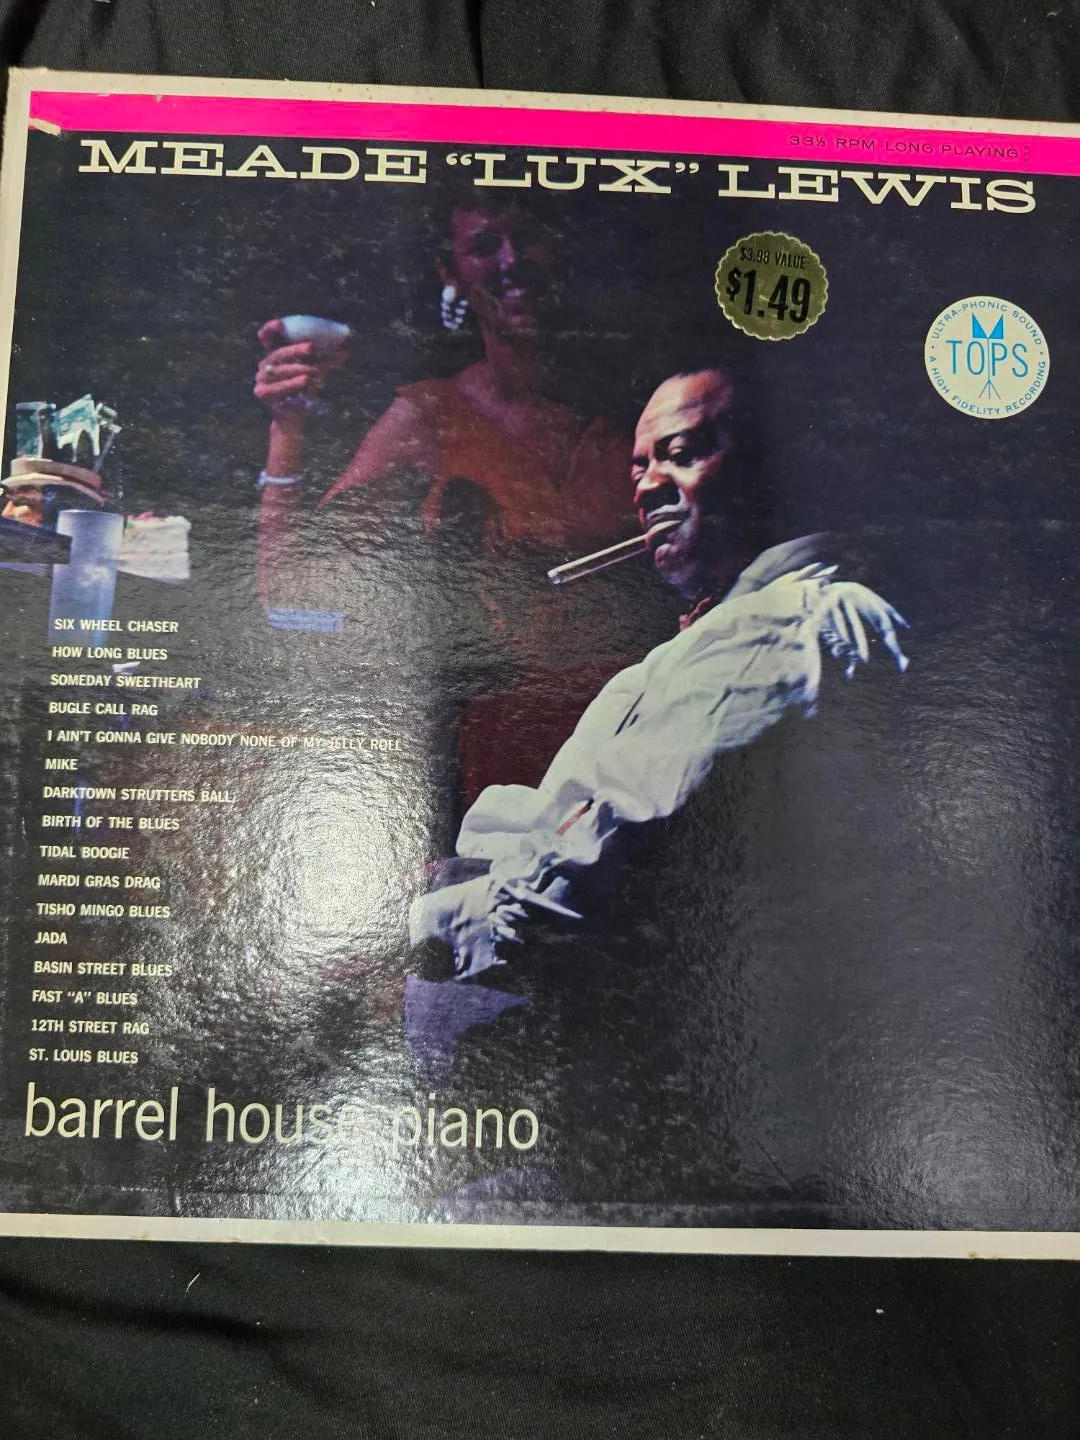 33⅓ RPM LONG PLAYING
MEADE “LUX” LEWIS
$3.98 VALUE
$1.49
ULTRA-PHONIC SOUND
TOPS
A HIGH FIDELITY RECORDING
SIX WHEEL CHASER
HOW LONG BLUES
SOMEDAY SWEETHEART
BUGLE CALL RAG
I AIN'T GONNA GIVE NOBODY NONE OF MY JELLY ROLL
MIKE
DARKTOWN STRUTTERS BALL
BIRTH OF THE BLUES
TIDAL BOOGIE
MARDI GRAS DRAG
TISHO MINGO BLUES
JADA
BASIN STREET BLUES
FAST "A" BLUES
12TH STREET RAG
ST. LOUIS BLUES
barrel house piano